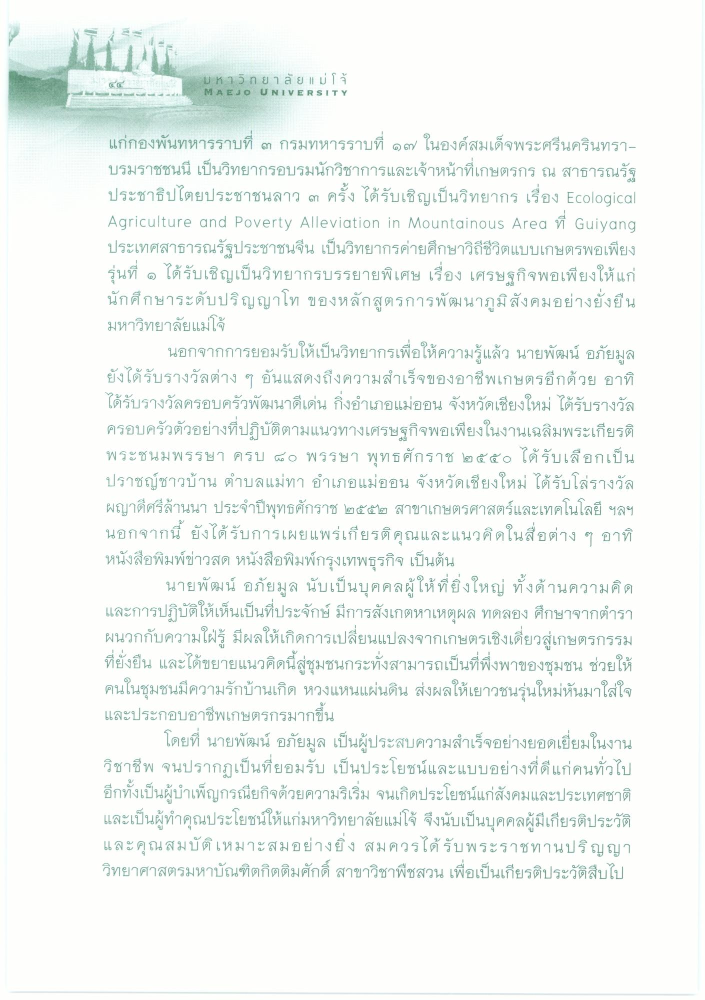 ๔๔
มหาวิทยาลัยแม่โจ้
MAEJO UNIVERSITY
แก่กองพันทหารราบที่ ๓ กรมทหารราบที่ ๑๗ ในองค์สมเด็จพระศรีนครินทรา-
บรมราชชนนี เป็นวิทยากรอบรมนักวิชาการและเจ้าหน้าที่เกษตรกร ณ สาธารณรัฐ
ประชาธิปไตยประชาชนลาว ๓ ครั้ง ได้รับเชิญเป็นวิทยากร เรื่อง Ecological
Agriculture and Poverty Alleviation in Mountainous Area ที่ Guiyang
ประเทศสาธารณรัฐประชาชนจีน เป็นวิทยากรค่ายศึกษาวิถีชีวิตแบบเกษตรพอเพียง
รุ่นที่ ๑ ได้รับเชิญเป็นวิทยากรบรรยายพิเศษ เรื่อง เศรษฐกิจพอเพียงให้แก่
นักศึกษาระดับปริญญาโท ของหลักสูตรการพัฒนาภูมิสังคมอย่างยั่งยืน
มหาวิทยาลัยแม่โจ้
นอกจากการยอมรับให้เป็นวิทยากรเพื่อให้ความรู้แล้ว นายพัฒน์ อภัยมูล
ยังได้รับรางวัลต่าง ๆ อันแสดงถึงความสำเร็จของอาชีพเกษตรอีกด้วย อาทิ
ได้รับรางวัลครอบครัวพัฒนาดีเด่น กิ่งอำเภอแม่ออน จังหวัดเชียงใหม่ ได้รับรางวัล
ครอบครัวตัวอย่างที่ปฏิบัติตามแนวทางเศรษฐกิจพอเพียงในงานเฉลิมพระเกียรติ
พระชนมพรรษา ครบ ๘๐ พรรษา พุทธศักราช ๒๕๕๐ ได้รับเลือกเป็น
ปราชญ์ชาวบ้าน ตำบลแม่ทา อำเภอแม่ออน จังหวัดเชียงใหม่ ได้รับโล่รางวัล
ผญาดีศรีล้านนา ประจำปีพุทธศักราช ๒๕๕๒ สาขาเกษตรศาสตร์และเทคโนโลยี ฯลฯ
นอกจากนี้ ยังได้รับการเผยแพร่เกียรติคุณและแนวคิดในสื่อต่าง ๆ อาทิ
หนังสือพิมพ์ข่าวสด หนังสือพิมพ์กรุงเทพธุรกิจ เป็นต้น
นายพัฒน์ อภัยมูล นับเป็นบุคคลผู้ให้ที่ยิ่งใหญ่ ทั้งด้านความคิด
และการปฏิบัติให้เห็นเป็นที่ประจักษ์ มีการสังเกตหาเหตุผล ทดลอง ศึกษาจากตำรา
ผนวกกับความใฝ่รู้ มีผลให้เกิดการเปลี่ยนแปลงจากเกษตรเชิงเดี่ยวสู่เกษตรกรรม
ที่ยั่งยืน และได้ขยายแนวคิดนี้สู่ชุมชนกระทั่งสามารถเป็นที่พึ่งพาของชุมชน ช่วยให้
คนในชุมชนมีความรักบ้านเกิด หวงแหนแผ่นดิน ส่งผลให้เยาวชนรุ่นใหม่หันมาใส่ใจ
และประกอบอาชีพเกษตรกรมากขึ้น
โดยที่ นายพัฒน์ อภัยมูล เป็นผู้ประสบความสำเร็จอย่างยอดเยี่ยมในงาน
วิชาชีพ จนปรากฏเป็นที่ยอมรับ เป็นประโยชน์และแบบอย่างที่ดีแก่คนทั่วไป
อีกทั้งเป็นผู้บำเพ็ญกรณียกิจด้วยความริเริ่ม จนเกิดประโยชน์แก่สังคมและประเทศชาติ
และเป็นผู้ทำคุณประโยชน์ให้แก่มหาวิทยาลัยแม่โจ้ จึงนับเป็นบุคคลผู้มีเกียรติประวัติ
และคุณสมบัติเหมาะสมอย่างยิ่ง สมควรได้รับพระราชทานปริญญา
วิทยาศาสตรมหาบัณฑิตกิตติมศักดิ์ สาขาวิชาพืชสวน เพื่อเป็นเกียรติประวัติสืบไป